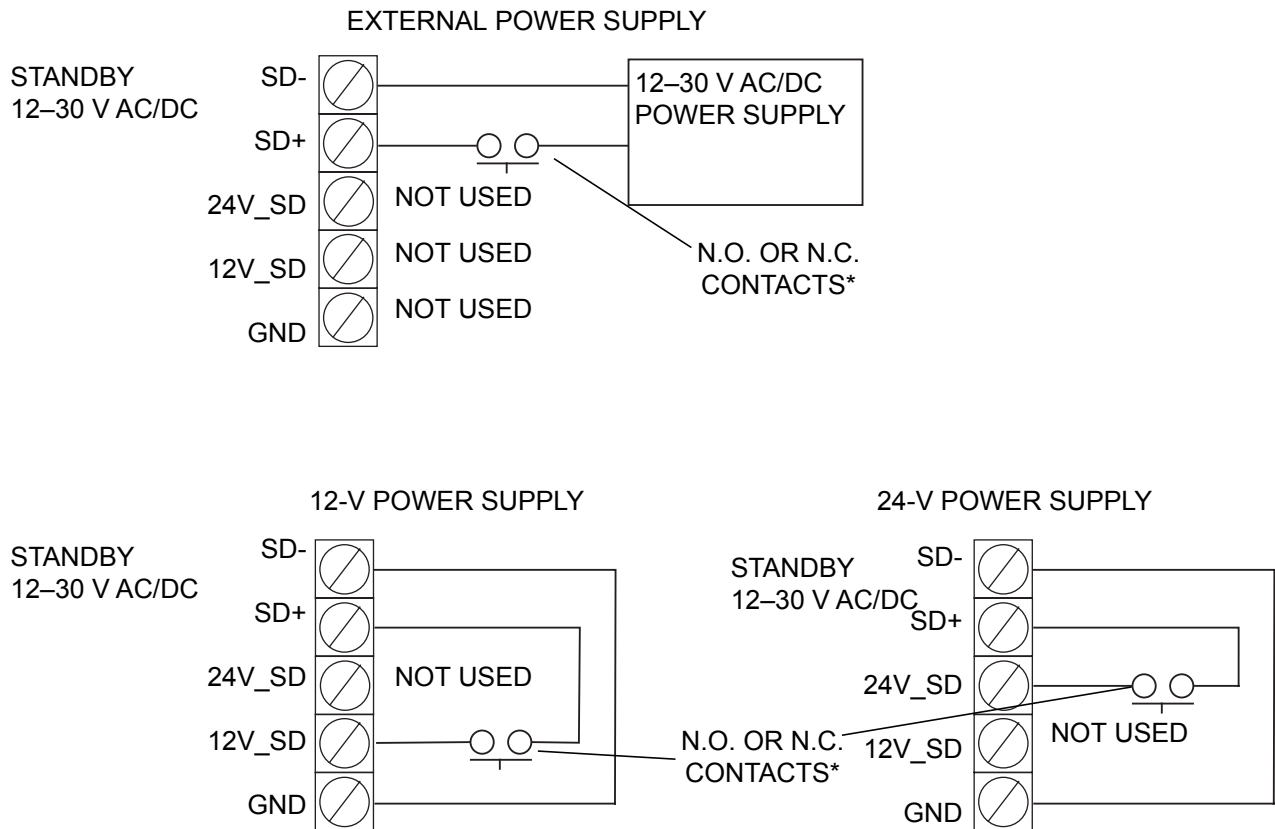 EXTERNAL POWER SUPPLY
STANDBY
12–30 V AC/DC
SD-
SD+
24V_SD
12V_SD
GND
NOT USED
NOT USED
NOT USED
12–30 V AC/DC
POWER SUPPLY
N.O. OR N.C.
CONTACTS*
12-V POWER SUPPLY
STANDBY
12–30 V AC/DC
SD-
SD+
24V_SD
12V_SD
GND
NOT USED
N.O. OR N.C.
CONTACTS*
24-V POWER SUPPLY
STANDBY
12–30 V AC/DC
SD-
SD+
24V_SD
12V_SD
GND
NOT USED